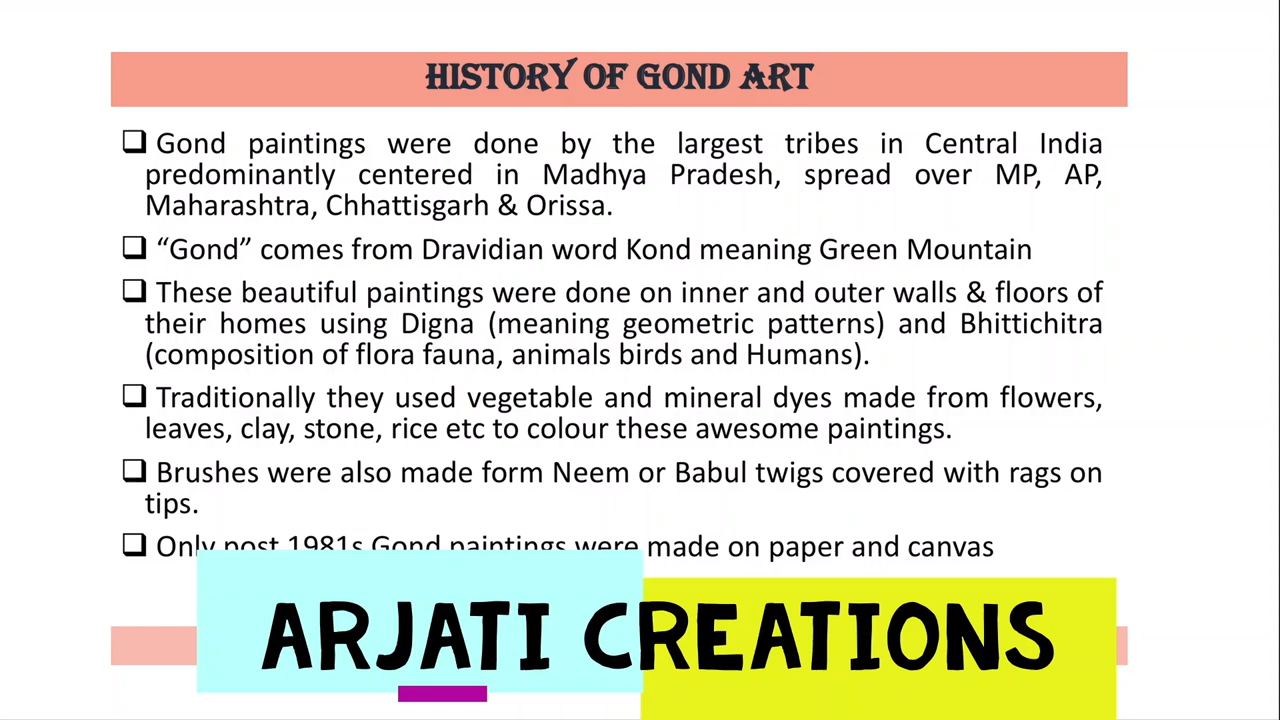 HISTORY OF GOND ART
Gond paintings were done by the largest tribes in Central India
predominantly centered in Madhya Pradesh, spread over MP, AP,
Maharashtra, Chhattisgarh & Orissa.
“Gond” comes from Dravidian word Kond meaning Green Mountain
These beautiful paintings were done on inner and outer walls & floors of
their homes using Digna (meaning geometric patterns) and Bhittichitra
(composition of flora fauna, animals birds and Humans).
Traditionally they used vegetable and mineral dyes made from flowers,
leaves, clay, stone, rice etc to colour these awesome paintings.
Brushes were also made form Neem or Babul twigs covered with rags on
tips.
Only post 1981s Gond paintings were made on paper and canvas
ARJATI CREATIONS